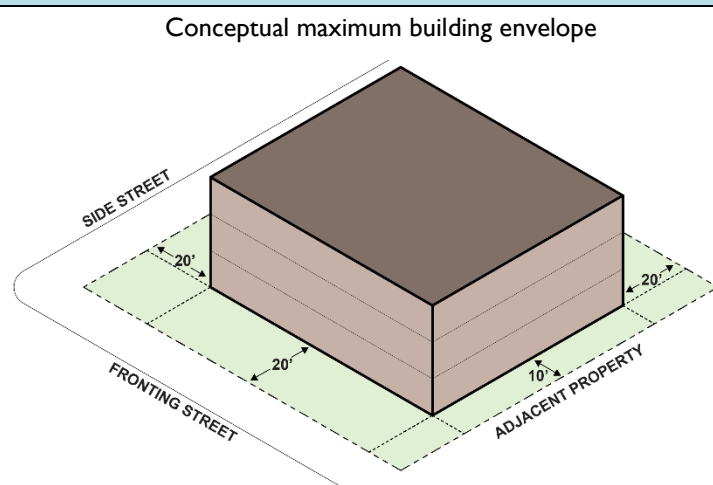 Conceptual maximum building envelope
SIDE STREET
20'
20'
20'
10'
FRONTING STREET
ADJACENT PROPERTY